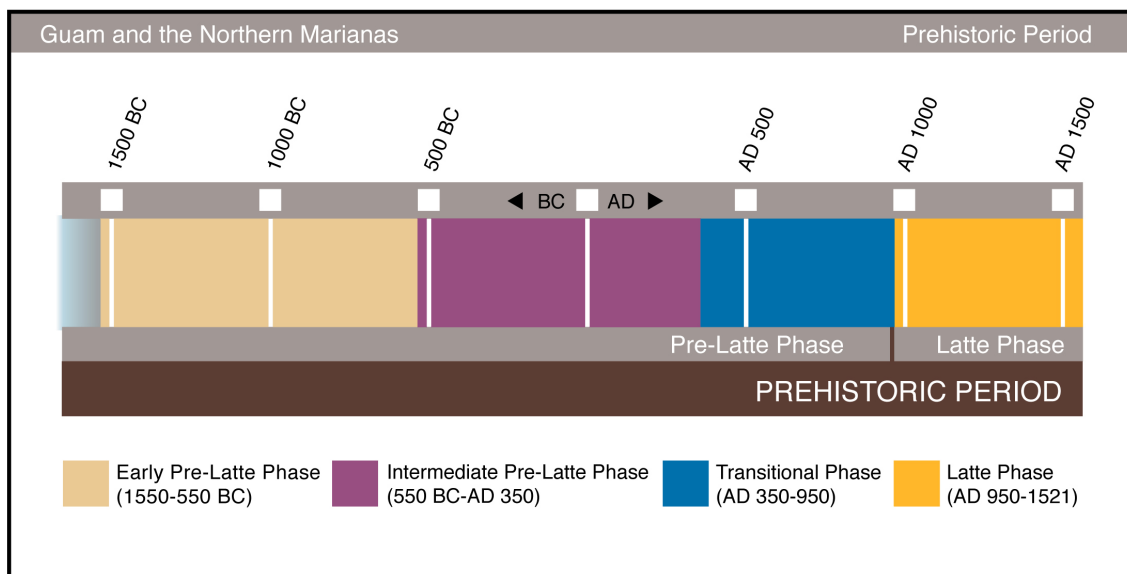 Guam and the Northern Marianas
Prehistoric Period
1500 BC
1000 BC
500 BC
AD 500
AD 1000
AD 1500
◄ BC AD ►
Pre-Latte Phase
Latte Phase
PREHISTORIC PERIOD
Early Pre-Latte Phase
(1550-550 BC)
Intermediate Pre-Latte Phase
(550 BC-AD 350)
Transitional Phase
(AD 350-950)
Latte Phase
(AD 950-1521)